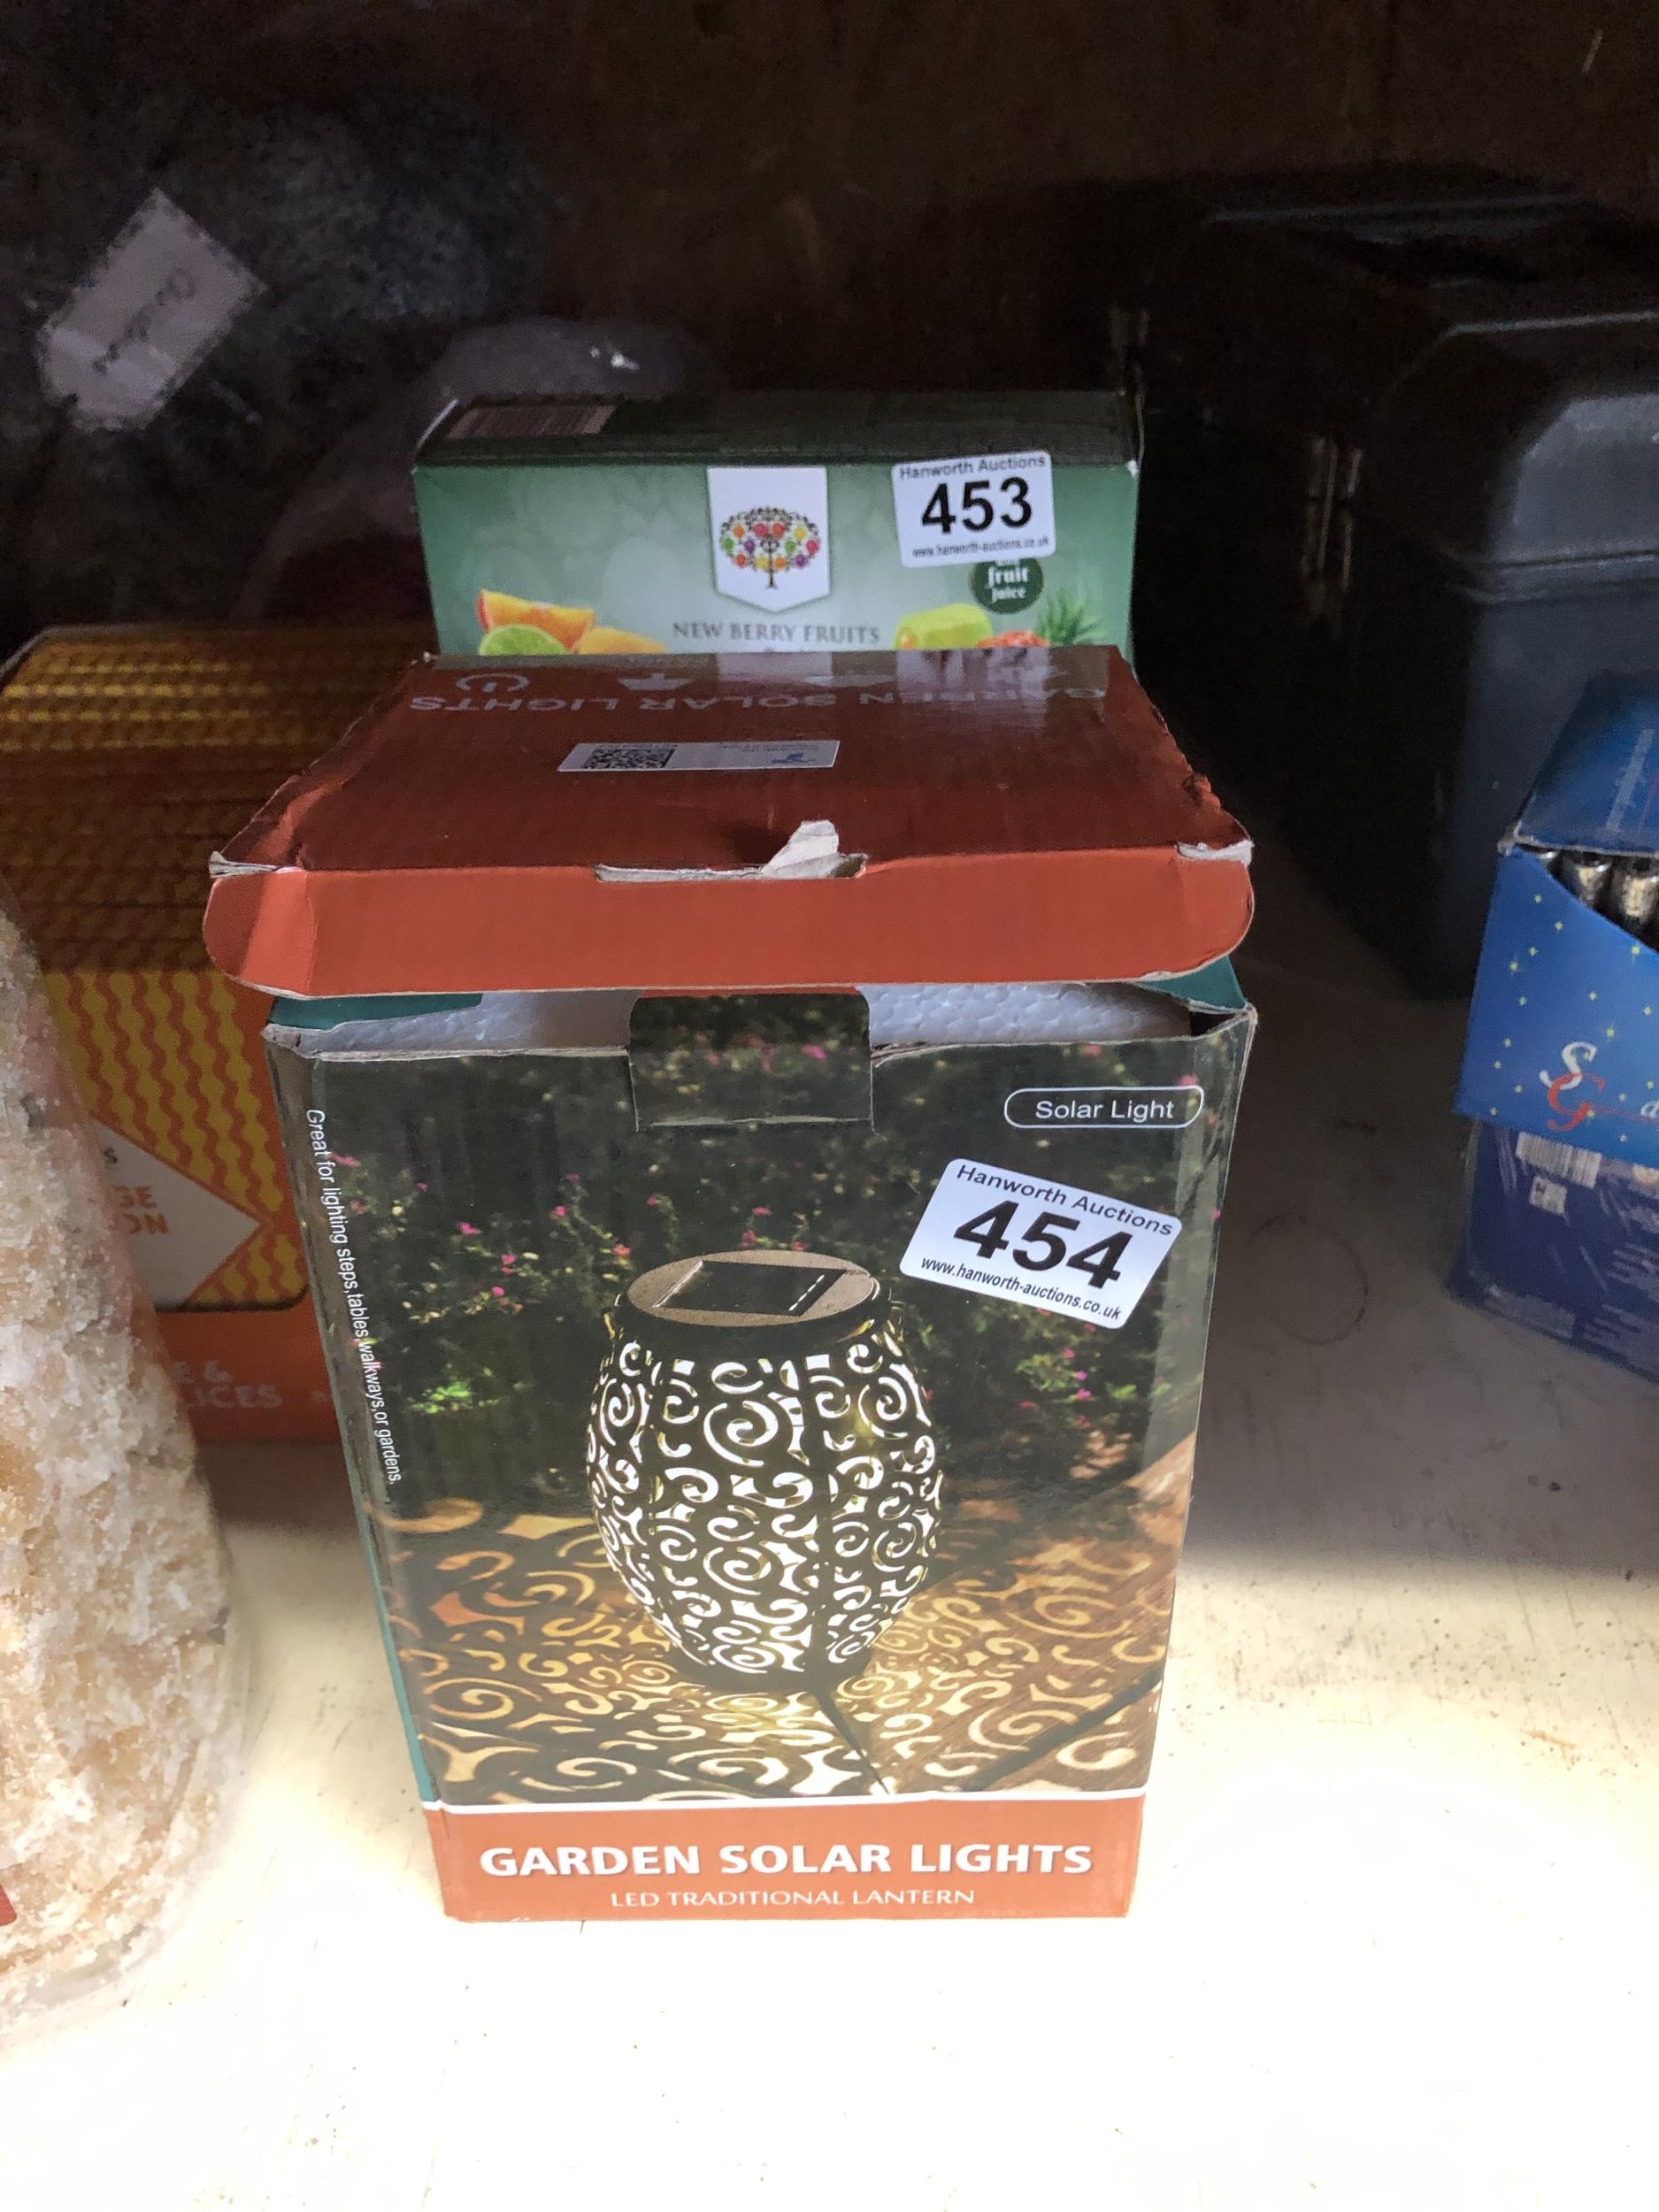 Hanworth Auctions
453
www.hanworth-auctions.co.uk
fruit
juice
NEW BERRY FRUITS
GARDEN SOLAR LIGHTS
Solar Light
Hanworth Auctions
454
www.hanworth-auctions.co.uk
Great for lighting steps,tables,walkways,or gardens.
GARDEN SOLAR LIGHTS
LED TRADITIONAL LANTERN